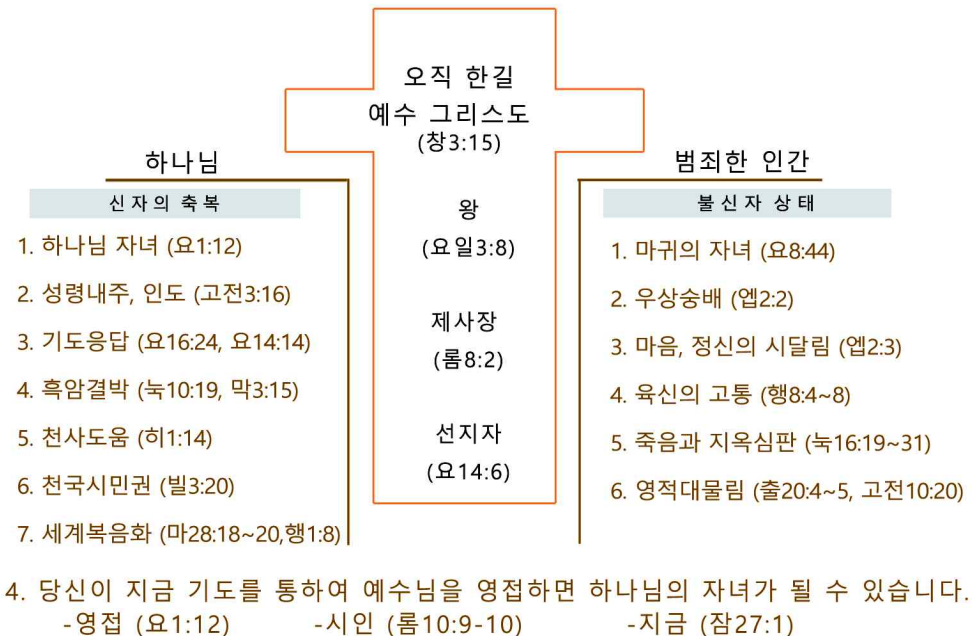 오직 한길
예수 그리스도
(창3:15)
왕
(요일3:8)
제사장
(롬8:2)
선지자
(요14:6)
하나님
신자의 축복
1. 하나님 자녀 (요1:12)
2. 성령내주, 인도 (고전3:16)
3. 기도응답 (요16:24, 요14:14)
4. 흑암결박 (눅10:19, 막3:15)
5. 천사도움 (히1:14)
6. 천국시민권 (빌3:20)
7. 세계복음화 (마28:18~20,행1:8)
범죄한 인간
불신자 상태
1. 마귀의 자녀 (요8:44)
2. 우상숭배 (엡2:2)
3. 마음, 정신의 시달림 (엡2:3)
4. 육신의 고통 (행8:4~8)
5. 죽음과 지옥심판 (눅16:19~31)
6. 영적대물림 (출20:4~5, 고전10:20)
4. 당신이 지금 기도를 통하여 예수님을 영접하면 하나님의 자녀가 될 수 있습니다.
-영접 (요1:12) -시인 (롬10:9-10) -지금 (잠27:1)